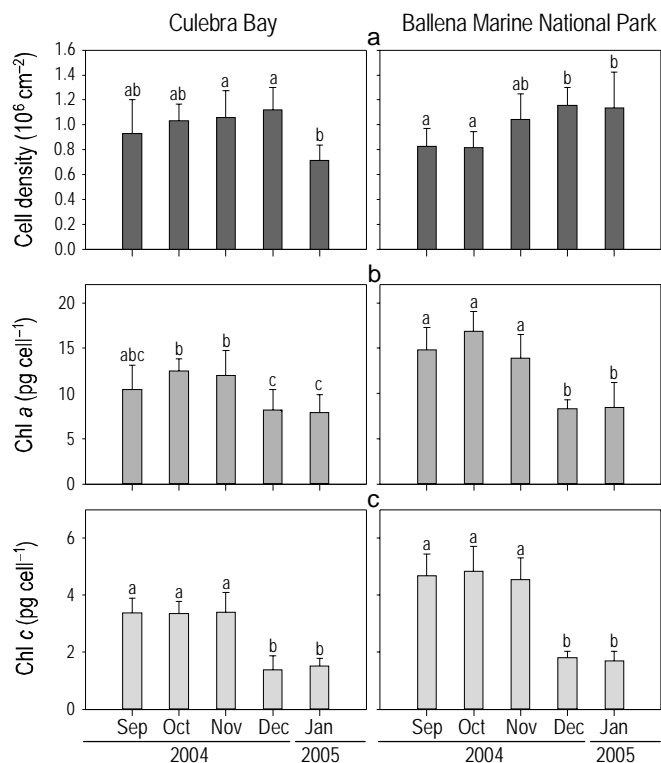 Culebra Bay Ballena Marine National Park
a
Cell density (10⁶ cm⁻²)
1.6
1.4
1.2
1.0
0.8
0.6
0.4
0.2
0.0
ab ab a a b
a a ab b b
b
Chl a (pg cell⁻¹)
20
15
10
5
0
abc b b c c
a a a b b
c
Chl c (pg cell⁻¹)
6
4
2
0
a a a b b
a a a b b
Sep Oct Nov Dec Jan Sep Oct Nov Dec Jan
2004 2005 2004 2005